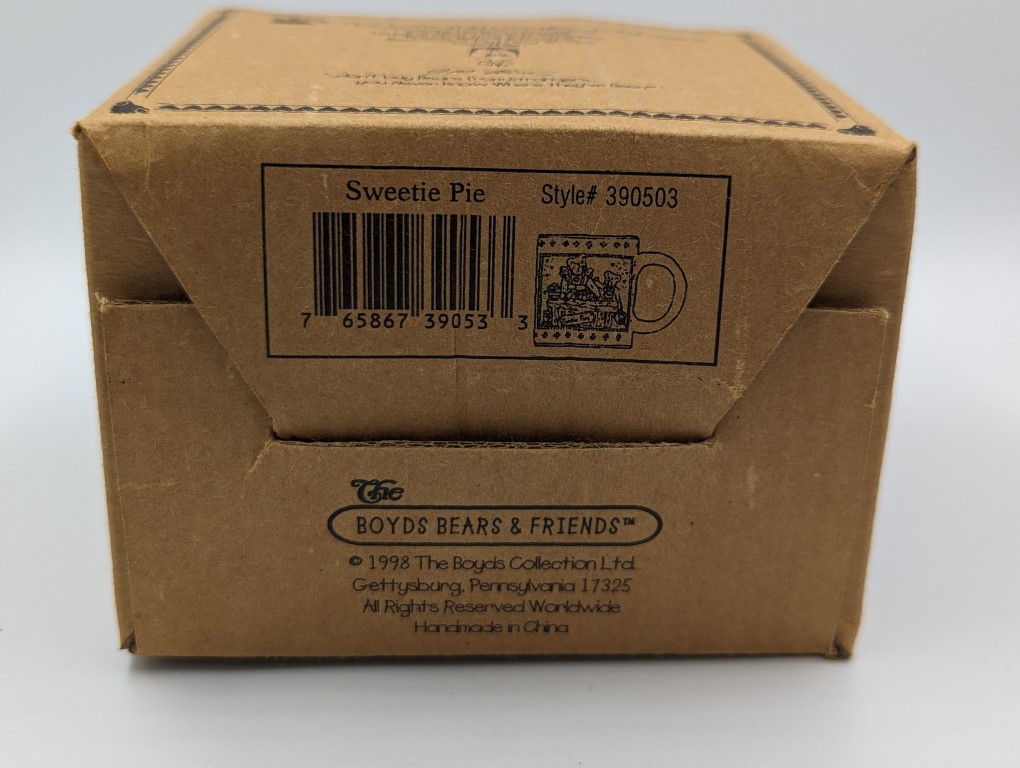 Sweetie Pie Style# 390503
7 65867 39053 3
The
BOYDS BEARS & FRIENDS™
© 1998 The Boyds Collection Ltd.
Gettysburg, Pennsylvania 17325
All Rights Reserved Worldwide
Handmade in China